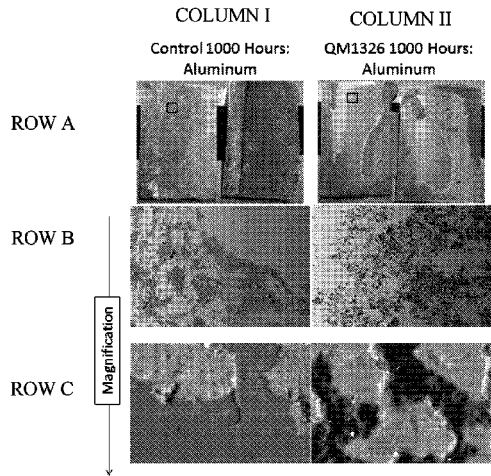 COLUMN I
COLUMN II
Control 1000 Hours:
Aluminum
QM1326 1000 Hours:
Aluminum
ROW A
ROW B
Magnification
ROW C